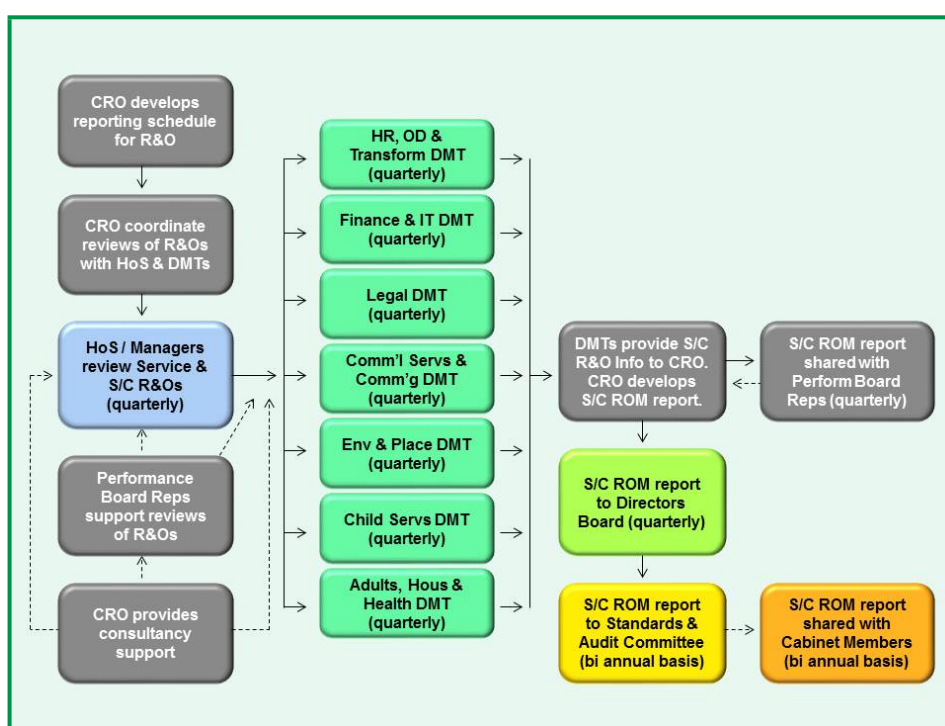 CRO develops
reporting schedule
for R&O
CRO coordinate
reviews of R&Os
with HoS & DMTs
HoS / Managers
review Service &
S/C R&Os
(quarterly)
Performance
Board Reps
support reviews
of R&Os
CRO provides
consultancy
support
HR, OD &
Transform DMT
(quarterly)
Finance & IT DMT
(quarterly)
Legal DMT
(quarterly)
Comm'l Servs &
Comm'g DMT
(quarterly)
Env & Place DMT
(quarterly)
Child Servs DMT
(quarterly)
Adults, Hous &
Health DMT
(quarterly)
DMTs provide S/C
R&O Info to CRO.
CRO develops
S/C ROM report.
S/C ROM report
shared with
Perform Board
Reps (quarterly)
S/C ROM report
to Directors
Board (quarterly)
S/C ROM report
to Standards &
Audit Committee
(bi annual basis)
S/C ROM report
shared with
Cabinet Members
(bi annual basis)